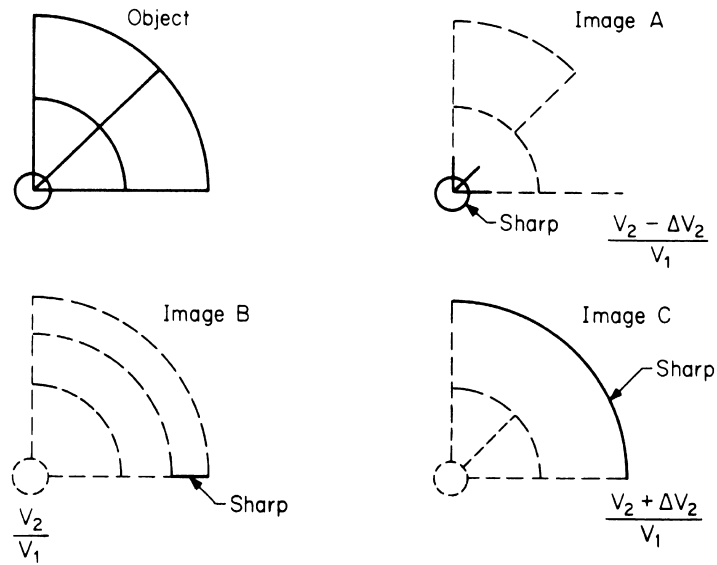 Object
Image A
Sharp
V₂ − ΔV₂
V₁
Image B
Image C
Sharp
Sharp
V₂
V₁
V₂ + ΔV₂
V₁